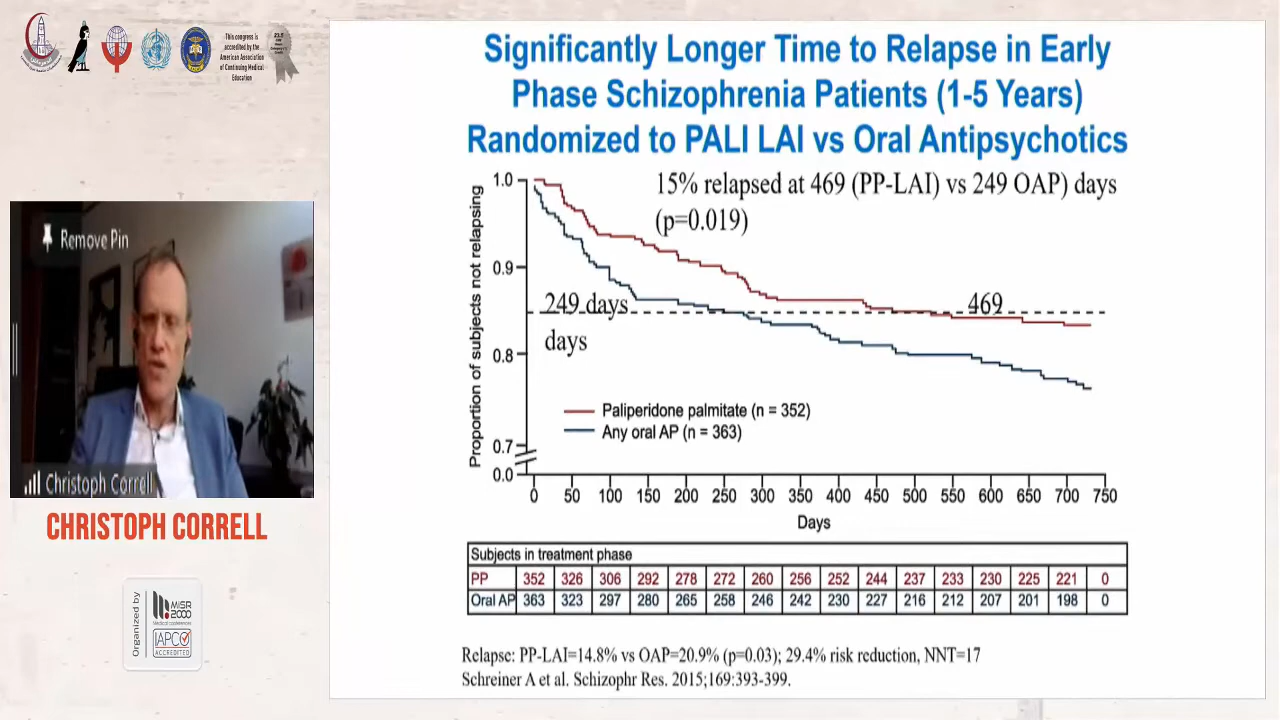 This congress is
accredited by the
American Association
of Continuing Medical
Education
Significantly Longer Time to Relapse in Early
Phase Schizophrenia Patients (1-5 Years)
Randomized to PALI LAI vs Oral Antipsychotics
15% relapsed at 469 (PP-LAI) vs 249 OAP) days
(p=0.019)
Proportion of subjects not relapsing
1.0
0.9
0.8
0.7
0.0
249 days
days
469
Paliperidone palmitate (n = 352)
Any oral AP (n = 363)
0 50 100 150 200 250 300 350 400 450 500 550 600 650 700 750
Days
Subjects in treatment phase
PP 352 326 306 292 278 272 260 256 252 244 237 233 230 225 221 0
Oral AP 363 323 297 280 265 258 246 242 230 227 216 212 207 201 198 0
Relapse: PP-LAI=14.8% vs OAP=20.9% (p=0.03); 29.4% risk reduction, NNT=17
Schreiner A et al. Schizophr Res. 2015;169:393-399.
Remove Pin
Christoph Correll
CHRISTOPH CORRELL
Organized by
MISR
2000
Medical conferences
IAPCO
ACCREDITED